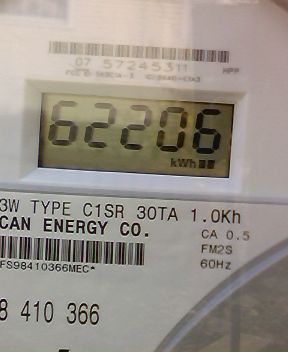 07 57245311
HPP
62206
kWh
3W TYPE C1SR 30TA 1.0Kh
CAN ENERGY CO.
CA 0.5
FM2S
FS98410366MEC*
60Hz
8 410 366